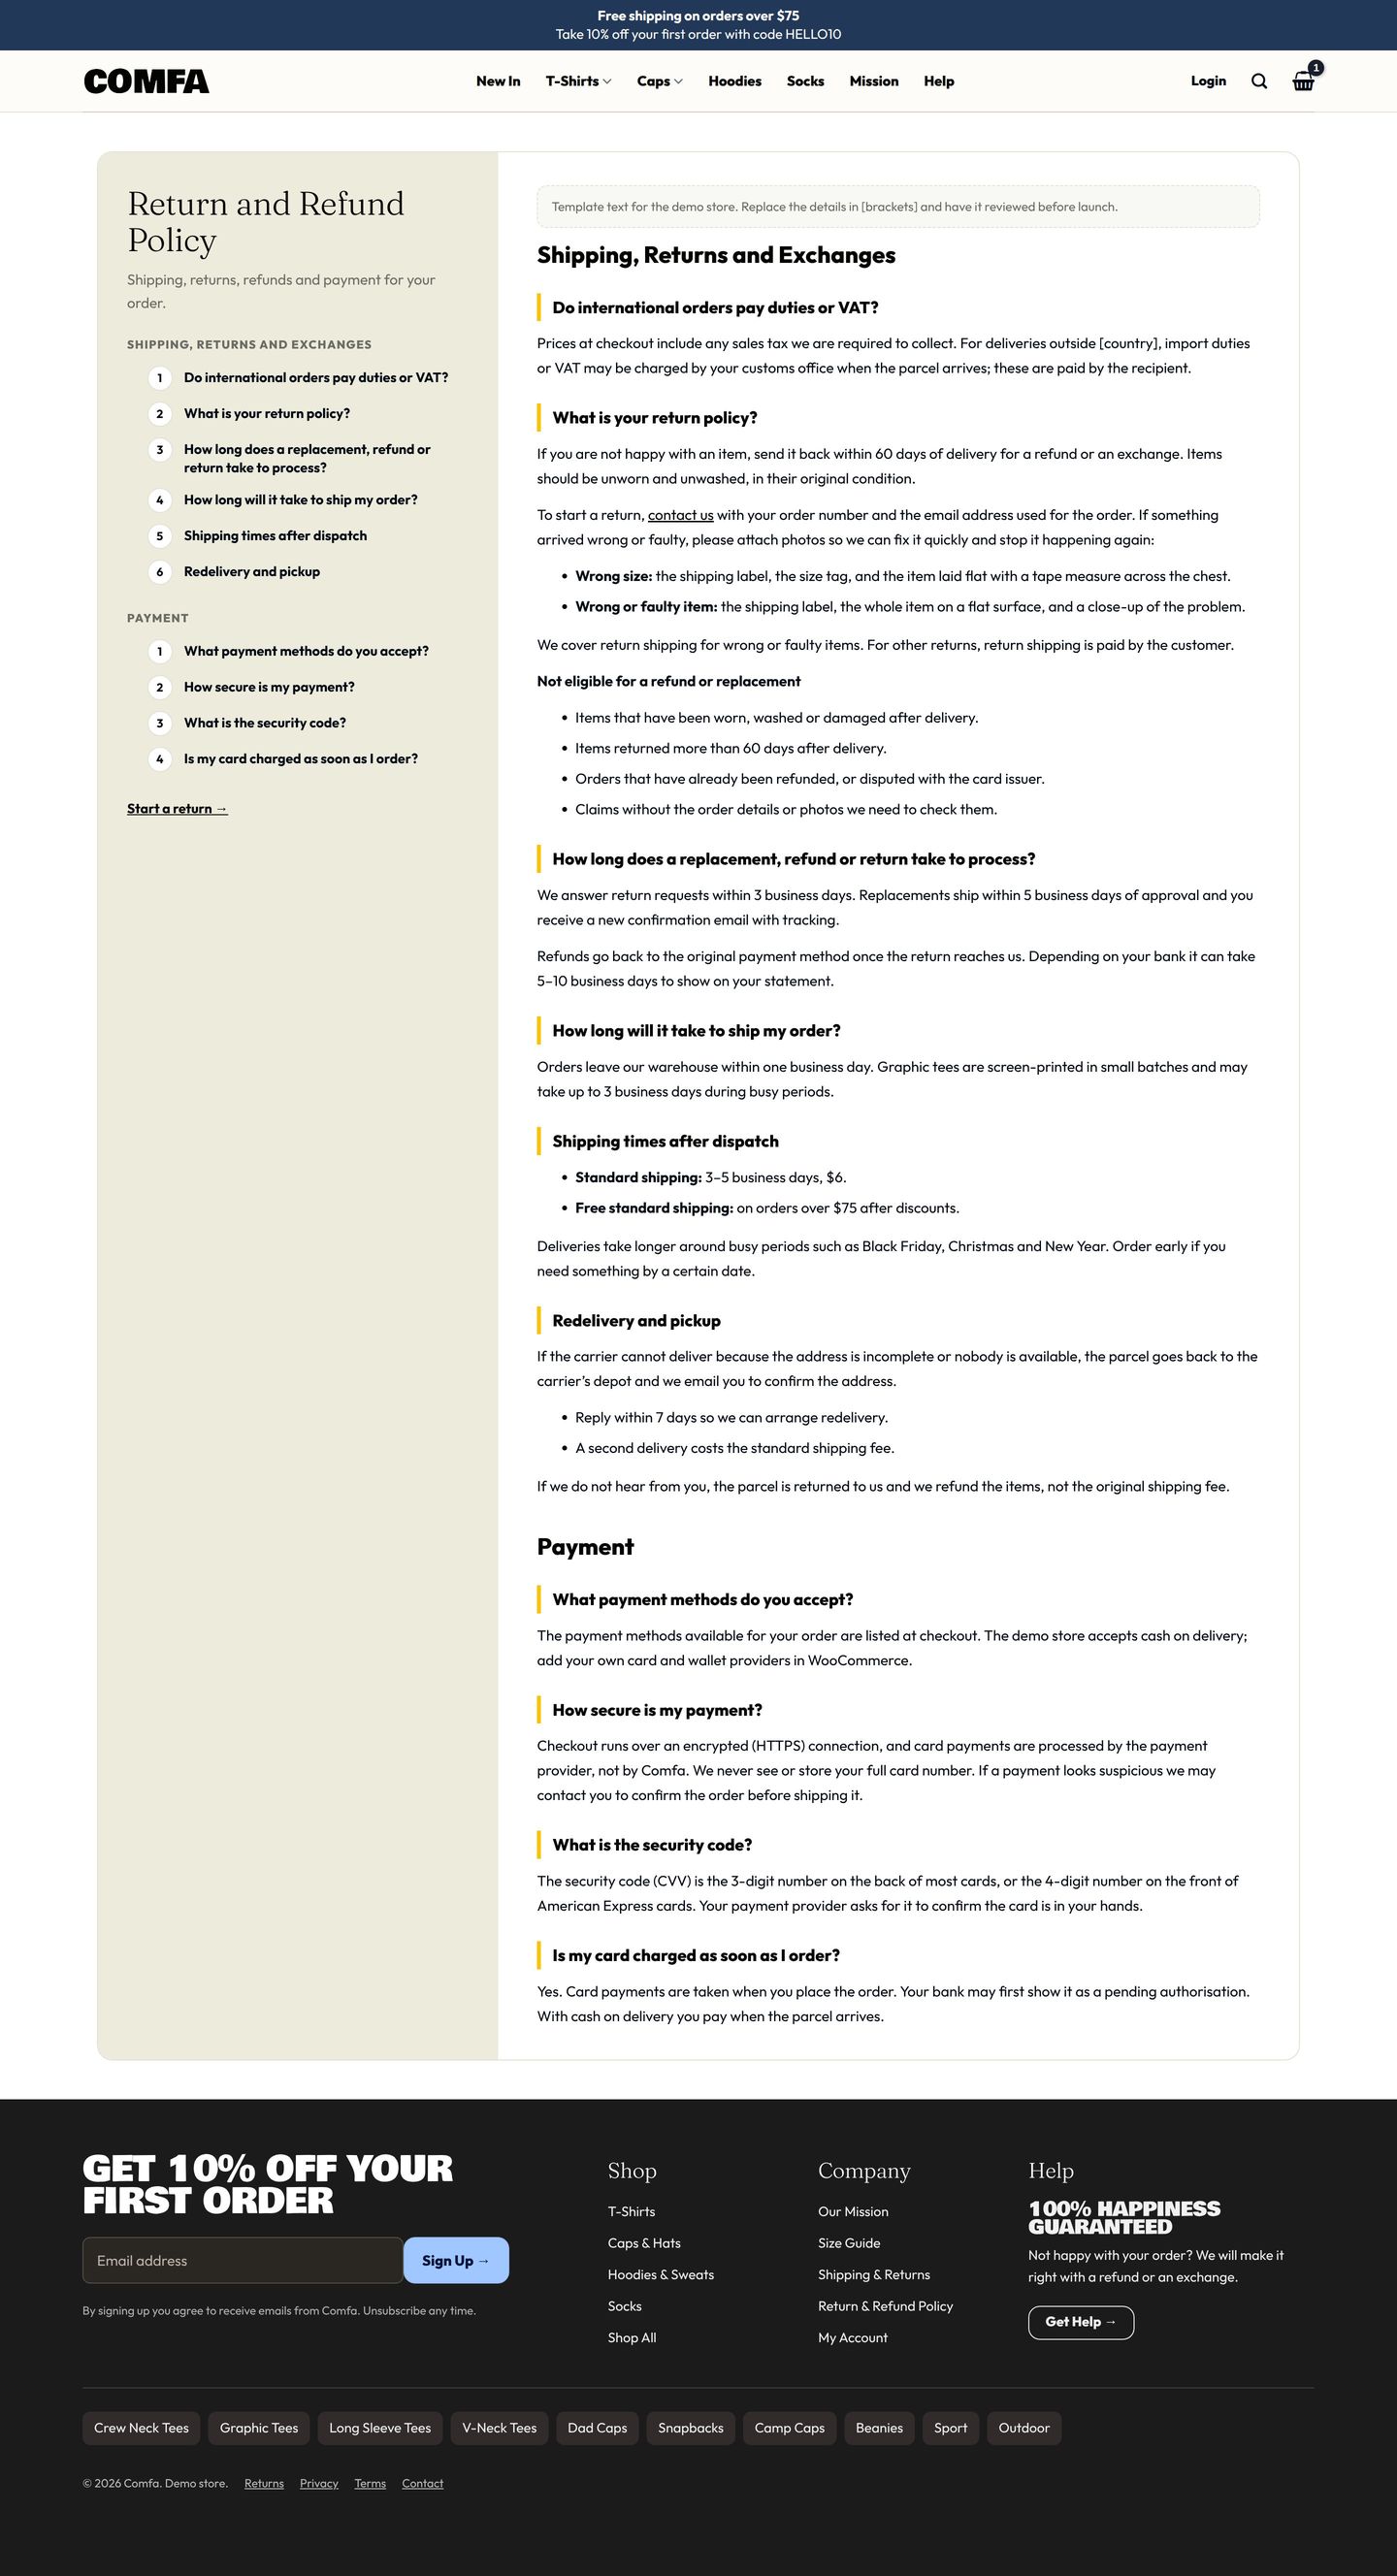 Free shipping on orders over $75
Take 10% off your first order with code HELLO10
COMFA
New In
T-Shirts
Caps
Hoodies
Socks
Mission
Help
Login
1
Return and Refund
Policy
Shipping, returns, refunds and payment for your
order.
SHIPPING, RETURNS AND EXCHANGES
1 Do international orders pay duties or VAT?
2 What is your return policy?
3 How long does a replacement, refund or
return take to process?
4 How long will it take to ship my order?
5 Shipping times after dispatch
6 Redelivery and pickup
PAYMENT
1 What payment methods do you accept?
2 How secure is my payment?
3 What is the security code?
4 Is my card charged as soon as I order?
Start a return →
Template text for the demo store. Replace the details in [brackets] and have it reviewed before launch.
Shipping, Returns and Exchanges
Do international orders pay duties or VAT?
Prices at checkout include any sales tax we are required to collect. For deliveries outside [country], import duties
or VAT may be charged by your customs office when the parcel arrives; these are paid by the recipient.
What is your return policy?
If you are not happy with an item, send it back within 60 days of delivery for a refund or an exchange. Items
should be unworn and unwashed, in their original condition.
To start a return, contact us with your order number and the email address used for the order. If something
arrived wrong or faulty, please attach photos so we can fix it quickly and stop it happening again:
• Wrong size: the shipping label, the size tag, and the item laid flat with a tape measure across the chest.
• Wrong or faulty item: the shipping label, the whole item on a flat surface, and a close-up of the problem.
We cover return shipping for wrong or faulty items. For other returns, return shipping is paid by the customer.
Not eligible for a refund or replacement
• Items that have been worn, washed or damaged after delivery.
• Items returned more than 60 days after delivery.
• Orders that have already been refunded, or disputed with the card issuer.
• Claims without the order details or photos we need to check them.
How long does a replacement, refund or return take to process?
We answer return requests within 3 business days. Replacements ship within 5 business days of approval and you
receive a new confirmation email with tracking.
Refunds go back to the original payment method once the return reaches us. Depending on your bank it can take
5–10 business days to show on your statement.
How long will it take to ship my order?
Orders leave our warehouse within one business day. Graphic tees are screen-printed in small batches and may
take up to 3 business days during busy periods.
Shipping times after dispatch
• Standard shipping: 3–5 business days, $6.
• Free standard shipping: on orders over $75 after discounts.
Deliveries take longer around busy periods such as Black Friday, Christmas and New Year. Order early if you
need something by a certain date.
Redelivery and pickup
If the carrier cannot deliver because the address is incomplete or nobody is available, the parcel goes back to the
carrier’s depot and we email you to confirm the address.
• Reply within 7 days so we can arrange redelivery.
• A second delivery costs the standard shipping fee.
If we do not hear from you, the parcel is returned to us and we refund the items, not the original shipping fee.
Payment
What payment methods do you accept?
The payment methods available for your order are listed at checkout. The demo store accepts cash on delivery;
add your own card and wallet providers in WooCommerce.
How secure is my payment?
Checkout runs over an encrypted (HTTPS) connection, and card payments are processed by the payment
provider, not by Comfa. We never see or store your full card number. If a payment looks suspicious we may
contact you to confirm the order before shipping it.
What is the security code?
The security code (CVV) is the 3-digit number on the back of most cards, or the 4-digit number on the front of
American Express cards. Your payment provider asks for it to confirm the card is in your hands.
Is my card charged as soon as I order?
Yes. Card payments are taken when you place the order. Your bank may first show it as a pending authorisation.
With cash on delivery you pay when the parcel arrives.
GET 10% OFF YOUR
FIRST ORDER
Email address
Sign Up →
By signing up you agree to receive emails from Comfa. Unsubscribe any time.
Shop
T-Shirts
Caps & Hats
Hoodies & Sweats
Socks
Shop All
Company
Our Mission
Size Guide
Shipping & Returns
Return & Refund Policy
My Account
Help
100% HAPPINESS
GUARANTEED
Not happy with your order? We will make it
right with a refund or an exchange.
Get Help →
Crew Neck Tees
Graphic Tees
Long Sleeve Tees
V-Neck Tees
Dad Caps
Snapbacks
Camp Caps
Beanies
Sport
Outdoor
© 2026 Comfa. Demo store.
Returns
Privacy
Terms
Contact